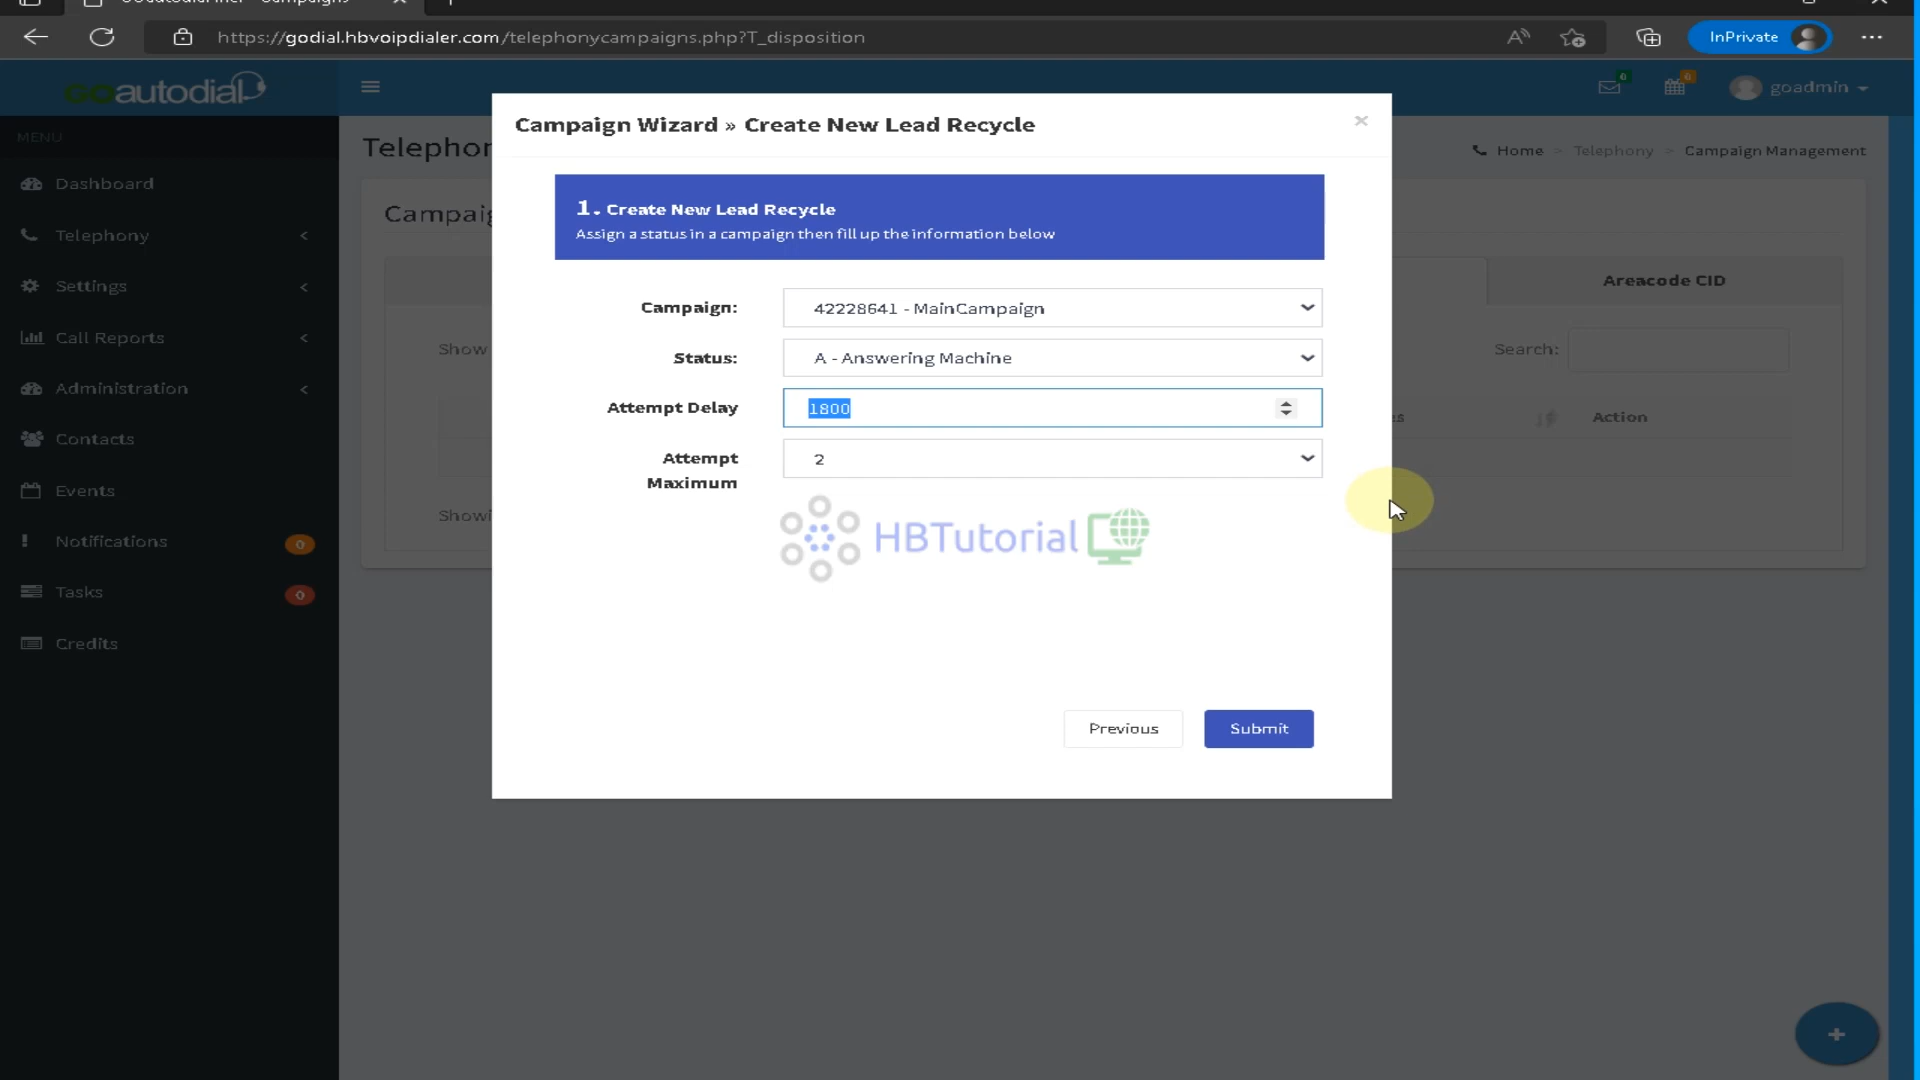 https://godial.hbvoipdialer.com/telephonycampaigns.php?T_disposition
InPrivate
GOautodial
0
0
goadmin
MENU
Dashboard
Telephony
Settings
Call Reports
Administration
Contacts
Events
Notifications 0
Tasks 0
Credits
Home > Telephony > Campaign Management
Areacode CID
Show
Search:
Action
Campaign Wizard » Create New Lead Recycle
×
1. Create New Lead Recycle
Assign a status in a campaign then fill up the information below
Campaign: 42228641 - MainCampaign
Status: A - Answering Machine
Attempt Delay 1800
Attempt Maximum 2
HBTutorial
Previous
Submit
+